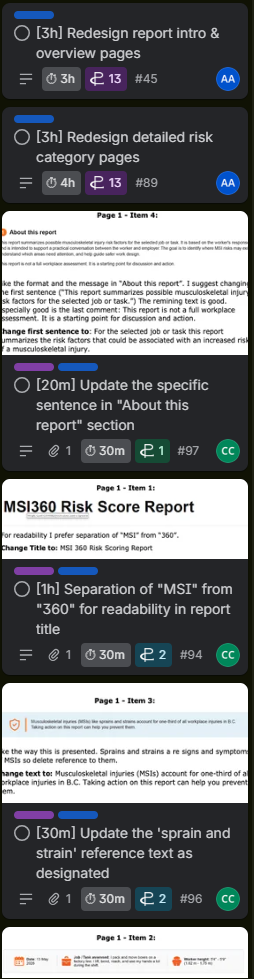 [3h] Redesign report intro &
overview pages
3h 13 #45 AA
[3h] Redesign detailed risk
category pages
4h 13 #89 AA
Page 1 - Item 4:
About this report
This report summarizes possible musculoskeletal injury risk factors for the selected job or task. It is based on the worker's response
and is intended to support a practical conversation between the worker and employer. The goal is to identify where MSI risks may ex
understand which areas need attention, and help guide safer work design.
This report is not a full workplace assessment. It is a starting point for discussion and action
ike the format and the message in "About this report". I suggest changing
he first sentence ("This report summarizes possible musculoskeletal injury
sk factors for the selected job or task.") The remining text is good.
specially good is the last comment: This report is not a full workplace
ssessment. It is a starting point for discussion and action.
hange first sentence to: For the selected job or task this report
ummarizes the risk factors that could be associated with an increased risk
f a musculoskeletal injury.
[20m] Update the specific
sentence in "About this
report" section
1 30m 1 #97 CC
Page 1 - Item 1:
MSI360 Risk Score Report
For readability I prefer separation of "MSI" from "360".
Change Title to: MSI 360 Risk Scoring Report
[1h] Separation of "MSI" from
"360" for readability in report
title
1 30m 2 #94 CC
Page 1 - Item 3:
Musculoskeletal injuries (MSIs) like sprains and strains account for one-third of all workplace injuries in B.C.
Taking action on this report can help you prevent them.
ke the way this is presented. Sprains and strains a re signs and symptoms
MSIs so delete reference to them.
hange text to: Musculoskeletal injuries (MSIs) account for one-third of al
orkplace injuries in B.C. Taking action on this report can help you prevent
em.
[30m] Update the 'sprain and
strain' reference text as
designated
1 30m 2 #96 CC
Page 1 - Item 2:
Job / Task assessed:
Worker height: